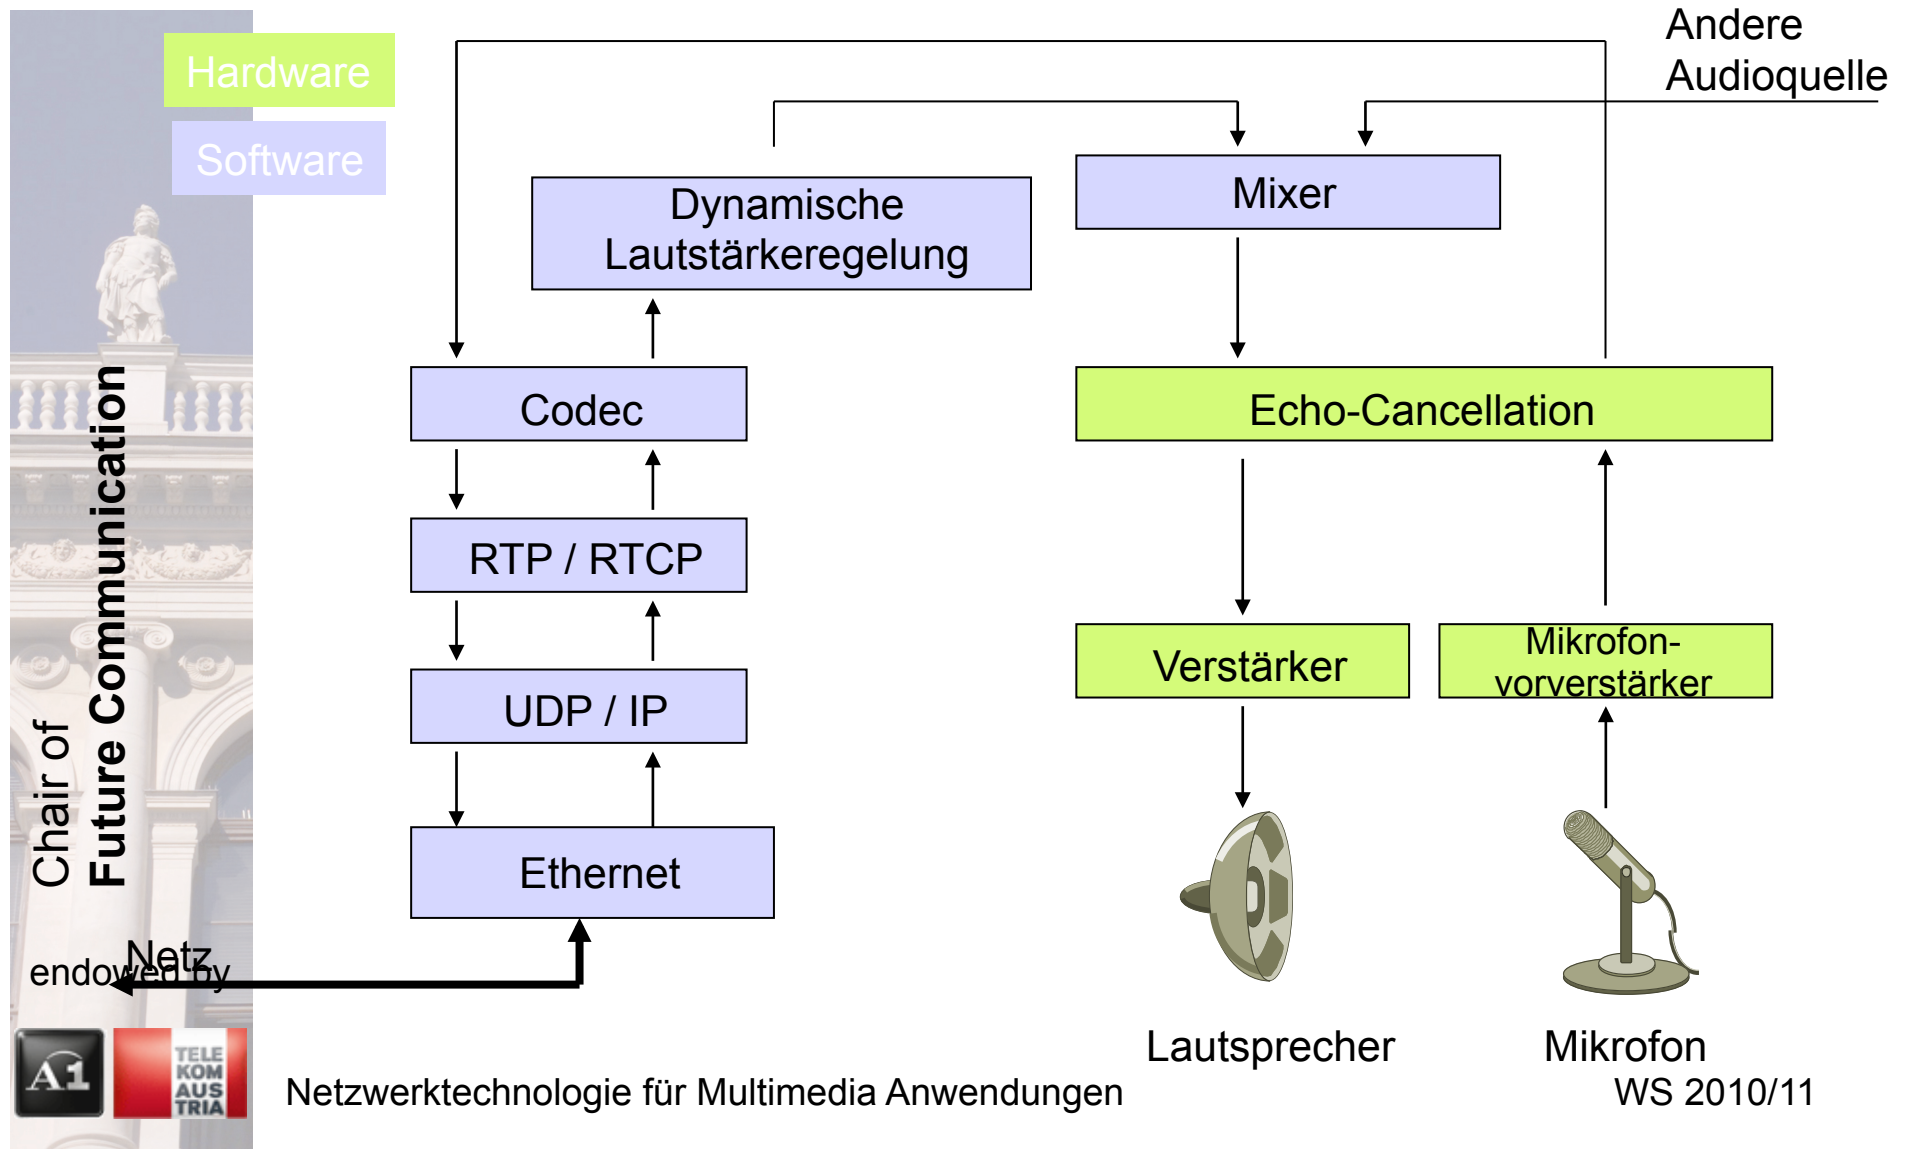 Andere
Audioquelle
Hardware
Software
Dynamische
Lautstärkeregelung
Mixer
Codec
Echo-Cancellation
RTP / RTCP
Verstärker
Mikrofon-
vorverstärker
UDP / IP
Ethernet
Chair of
Future Communication
Netz
endowed by
A1
TELE
KOM
AUS
TRIA
Lautsprecher
Mikrofon
Netzwerktechnologie für Multimedia Anwendungen
WS 2010/11